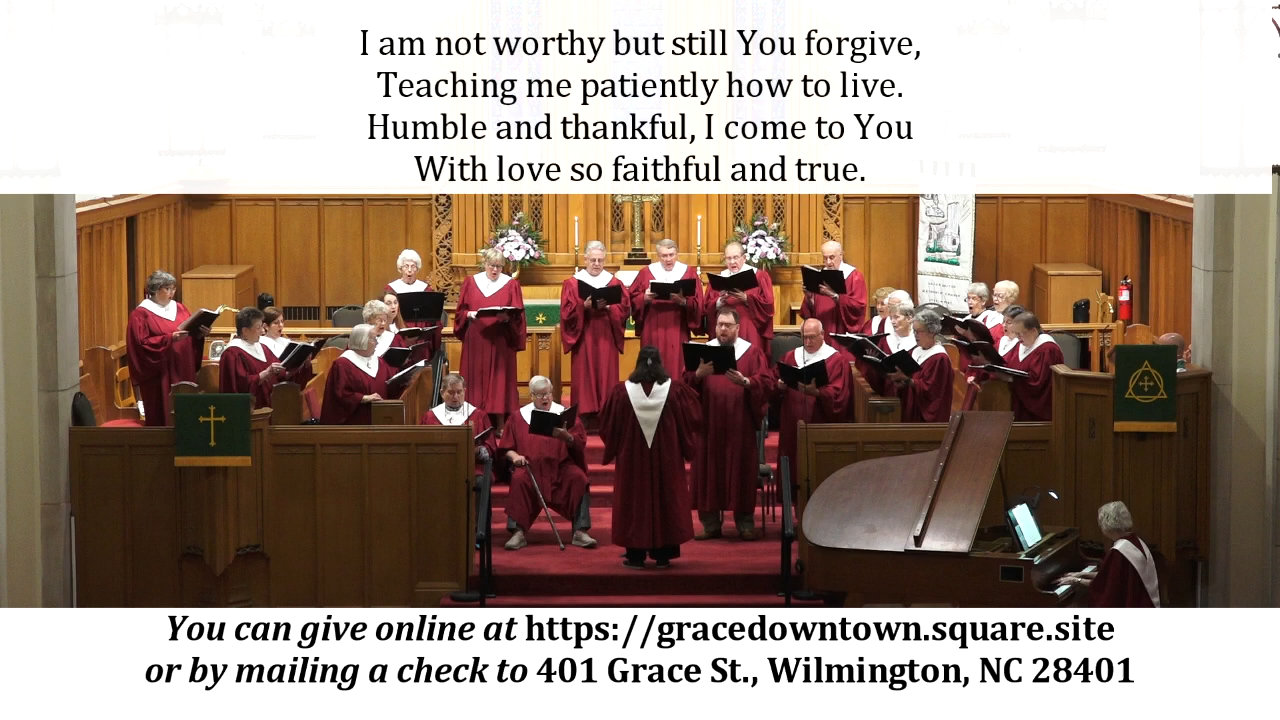 I am not worthy but still You forgive,
Teaching me patiently how to live.
Humble and thankful, I come to You
With love so faithful and true.
You can give online at https://gracedowntown.square.site
or by mailing a check to 401 Grace St., Wilmington, NC 28401